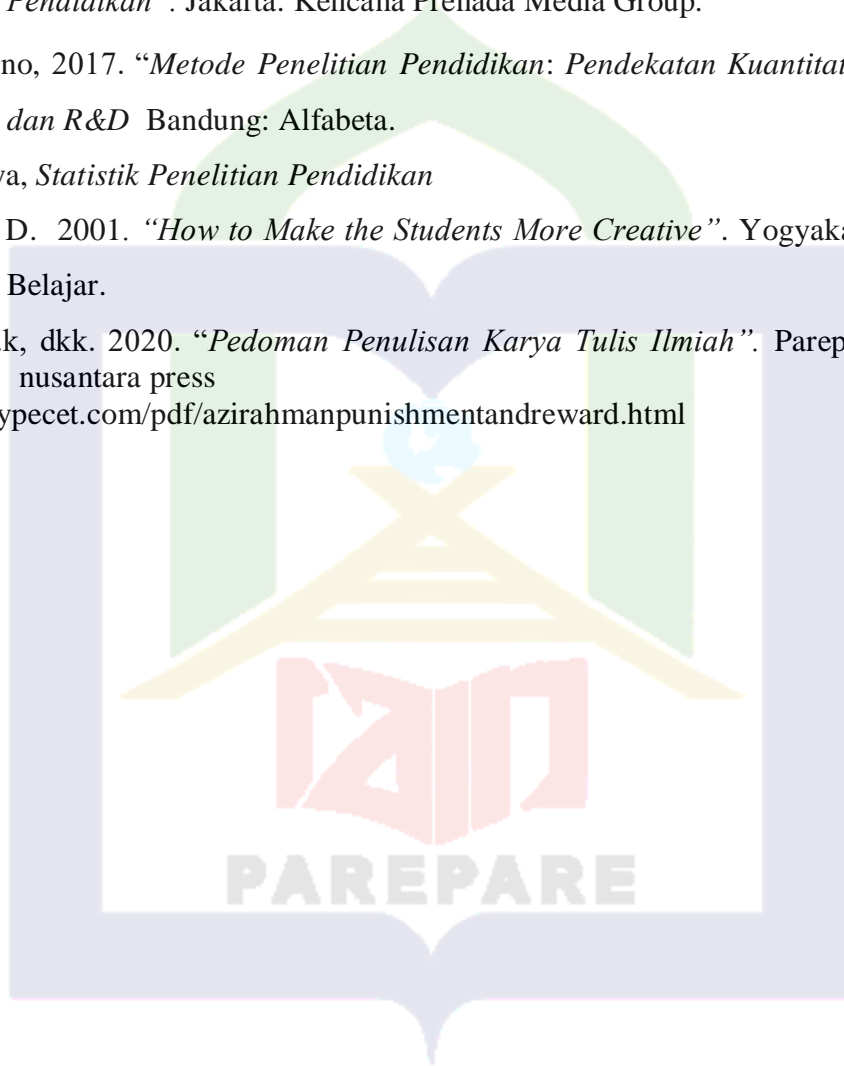 Pendidikan". Jakarta: Kencana Prenada Media Group.
no, 2017. “Metode Penelitian Pendidikan: Pendekatan Kuantitat
dan R&D Bandung: Alfabeta.
va, Statistik Penelitian Pendidikan
D. 2001. “How to Make the Students More Creative”. Yogyaka
Belajar.
k, dkk. 2020. “Pedoman Penulisan Karya Tulis Ilmiah”. Parep
nusantara press
ypecet.com/pdf/azirahmanpunishmentandreward.html
iain
PAREPARE